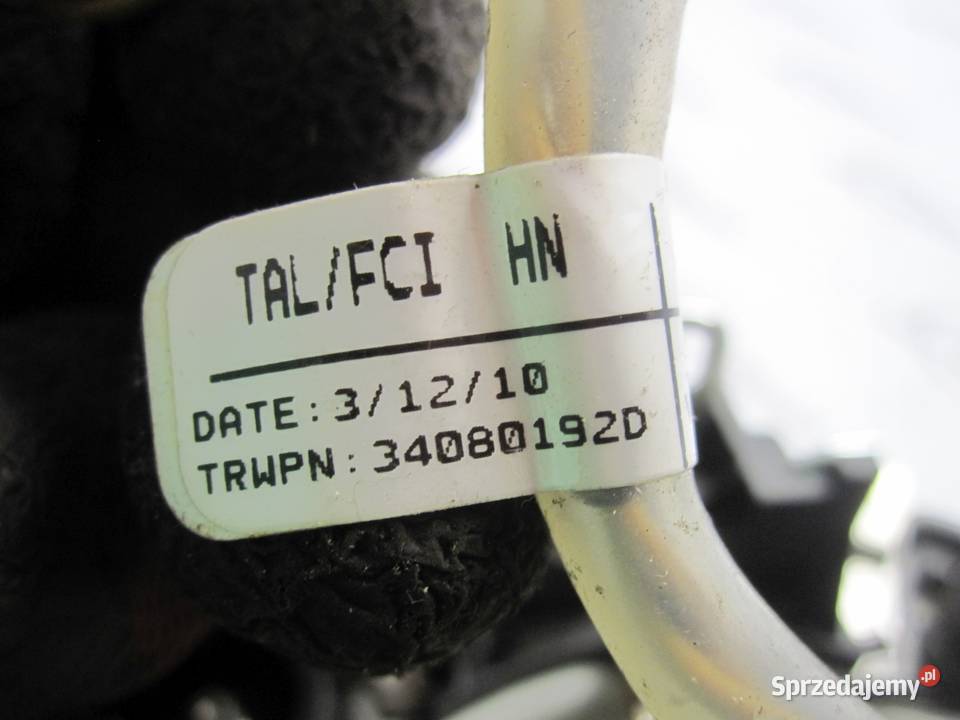 TAL/FCI HN
DATE: 3/12/10
TRWPN: 34080192D
Sprzedajemy.pl